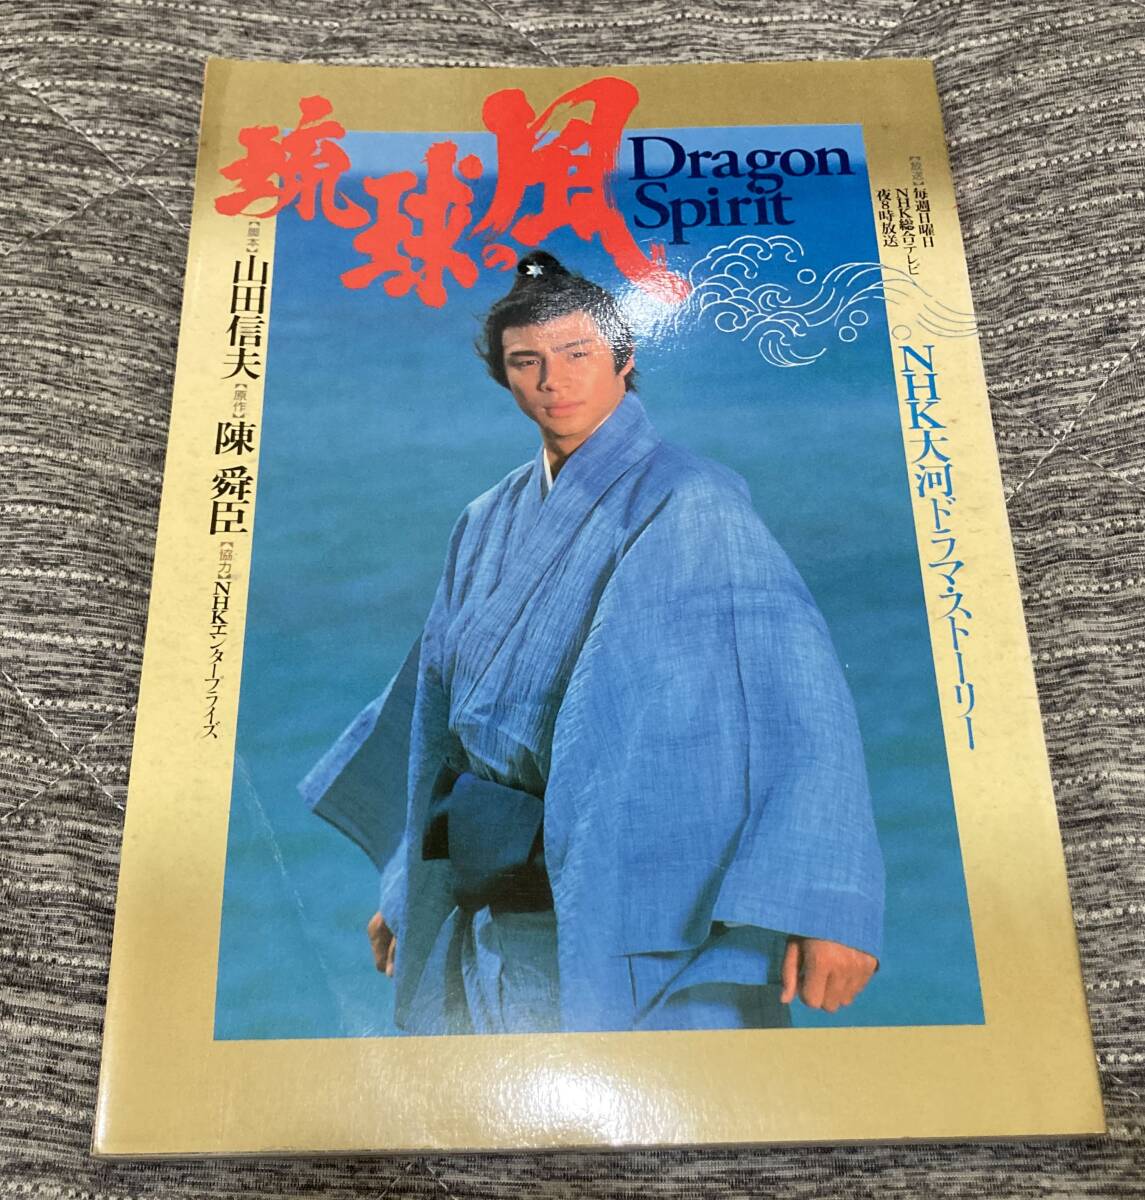 琉球の風
Dragon
Spirit
【放送】毎週日曜日
NHK総合テレビ
夜8時放送
NHK大河ドラマ・ストーリー
【脚本】山田信夫
【原作】陳 舜臣
【協力】NHKエンタープライズ